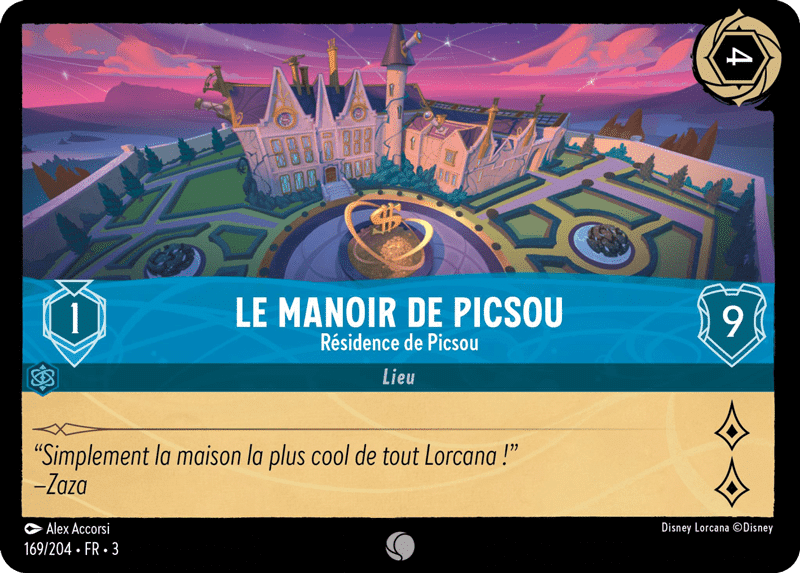 4
1
LE MANOIR DE PICSOU
9
Résidence de Picsou
Lieu
“Simplement la maison la plus cool de tout Lorcana !”
–Zaza
Alex Accorsi
Disney Lorcana ©Disney
169/204 • FR • 3